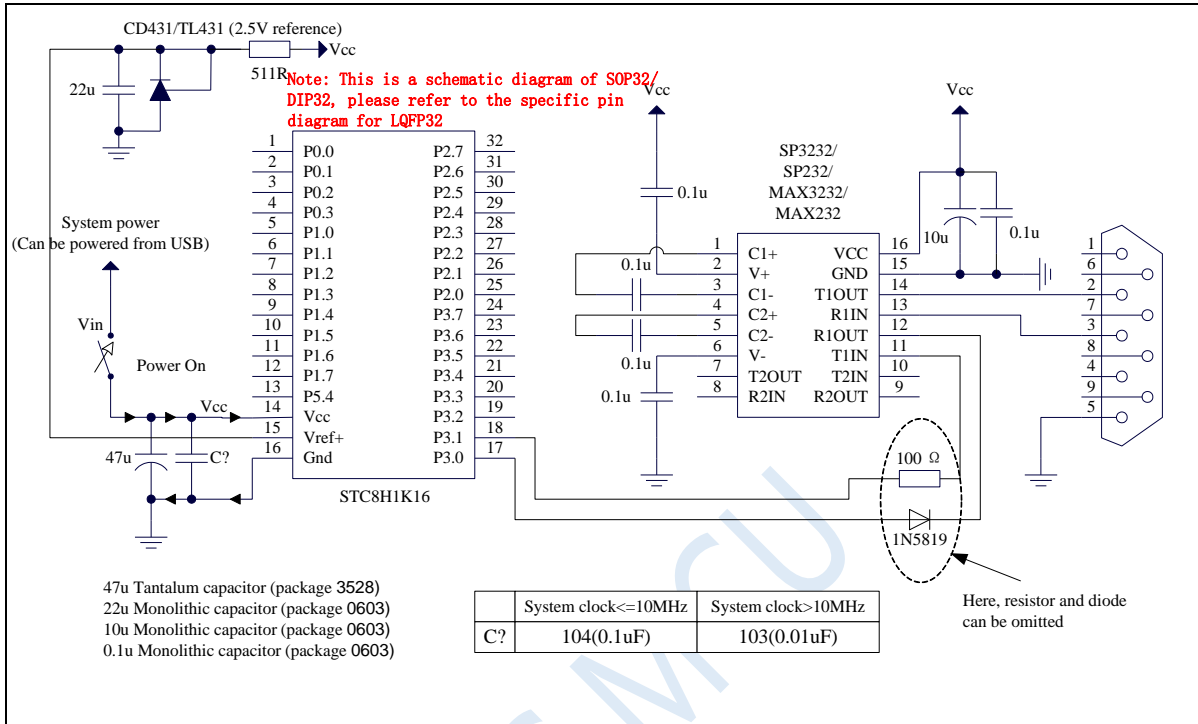 CD431/TL431 (2.5V reference)
Vcc
511R
22u
Note: This is a schematic diagram of SOP32/
DIP32, please refer to the specific pin
diagram for LQFP32
System power
(Can be powered from USB)
Vin
Power On
Vcc
47u
C?
1 P0.0 P2.7 32
2 P0.1 P2.6 31
3 P0.2 P2.5 30
4 P0.3 P2.4 29
5 P1.0 P2.3 28
6 P1.1 P2.2 27
7 P1.2 P2.1 26
8 P1.3 P2.0 25
9 P1.4 P3.7 24
10 P1.5 P3.6 23
11 P1.6 P3.5 22
12 P1.7 P3.4 21
13 P5.4 P3.3 20
14 Vcc P3.2 19
15 Vref+ P3.1 18
16 Gnd P3.0 17
STC8H1K16
Vcc
0.1u
0.1u
0.1u
0.1u
SP3232/
SP232/
MAX3232/
MAX232
1 C1+ VCC 16
2 V+ GND 15
3 C1- T1OUT 14
4 C2+ R1IN 13
5 C2- R1OUT 12
6 V- T1IN 11
7 T2OUT T2IN 10
8 R2IN R2OUT 9
Vcc
10u
0.1u
1
6
2
7
3
8
4
9
5
100 Ω
1N5819
Here, resistor and diode
can be omitted
47u Tantalum capacitor (package 3528)
22u Monolithic capacitor (package 0603)
10u Monolithic capacitor (package 0603)
0.1u Monolithic capacitor (package 0603)
System clock<=10MHz System clock>10MHz
C? 104(0.1uF) 103(0.01uF)
MCU